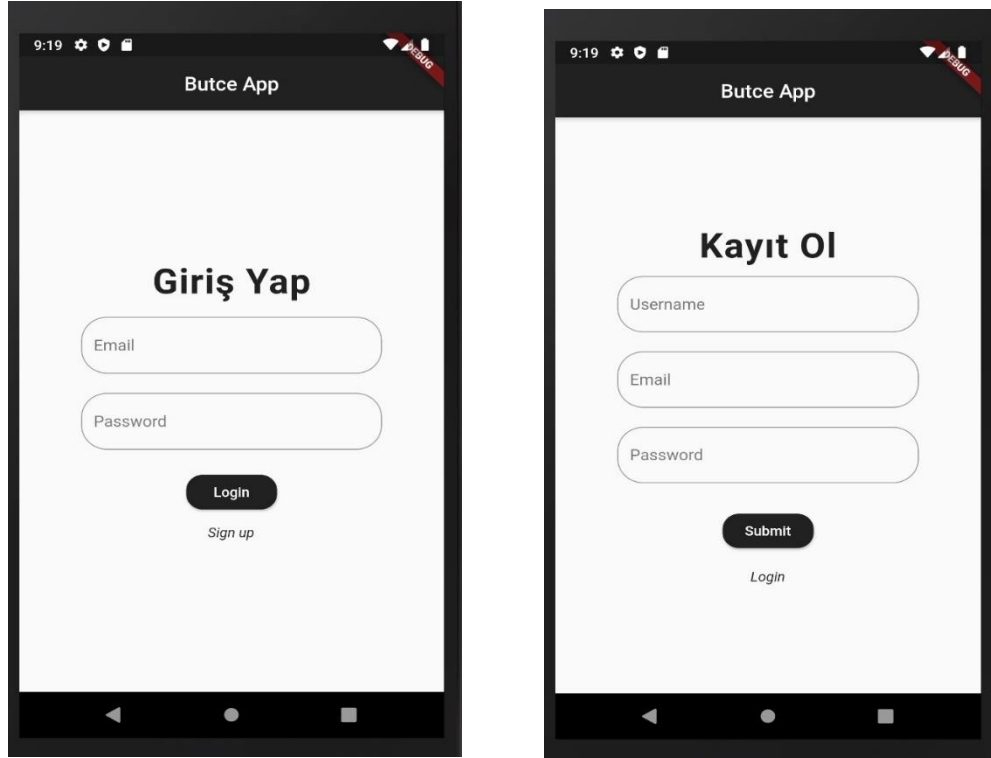 9:19
DEBUG
Butce App
Giriş Yap
Email
Password
Login
Sign up
9:19
DEBUG
Butce App
Kayıt Ol
Username
Email
Password
Submit
Login